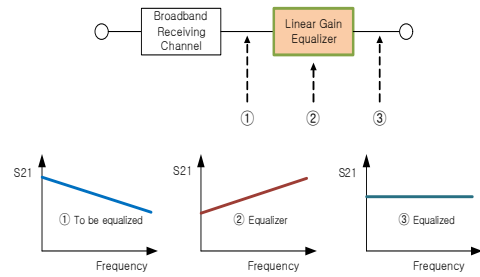 Broadband
Receiving
Channel
Linear Gain
Equalizer
① ② ③
S21
① To be equalized
Frequency
S21
② Equalizer
Frequency
S21
③ Equalized
Frequency